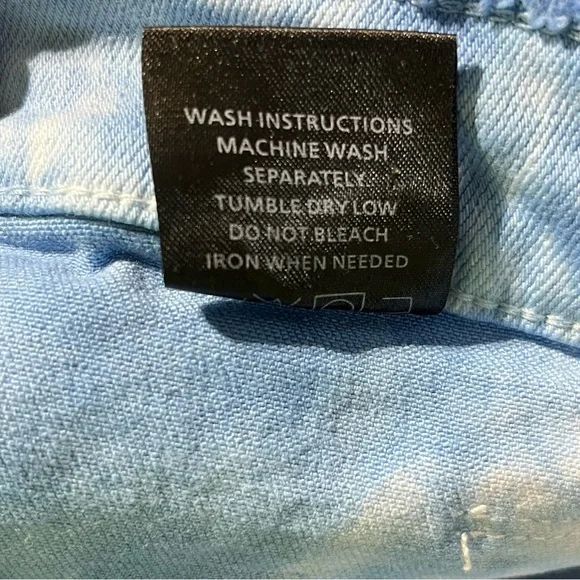 WASH INSTRUCTIONS
MACHINE WASH
SEPARATELY
TUMBLE DRY LOW
DO NOT BLEACH
IRON WHEN NEEDED